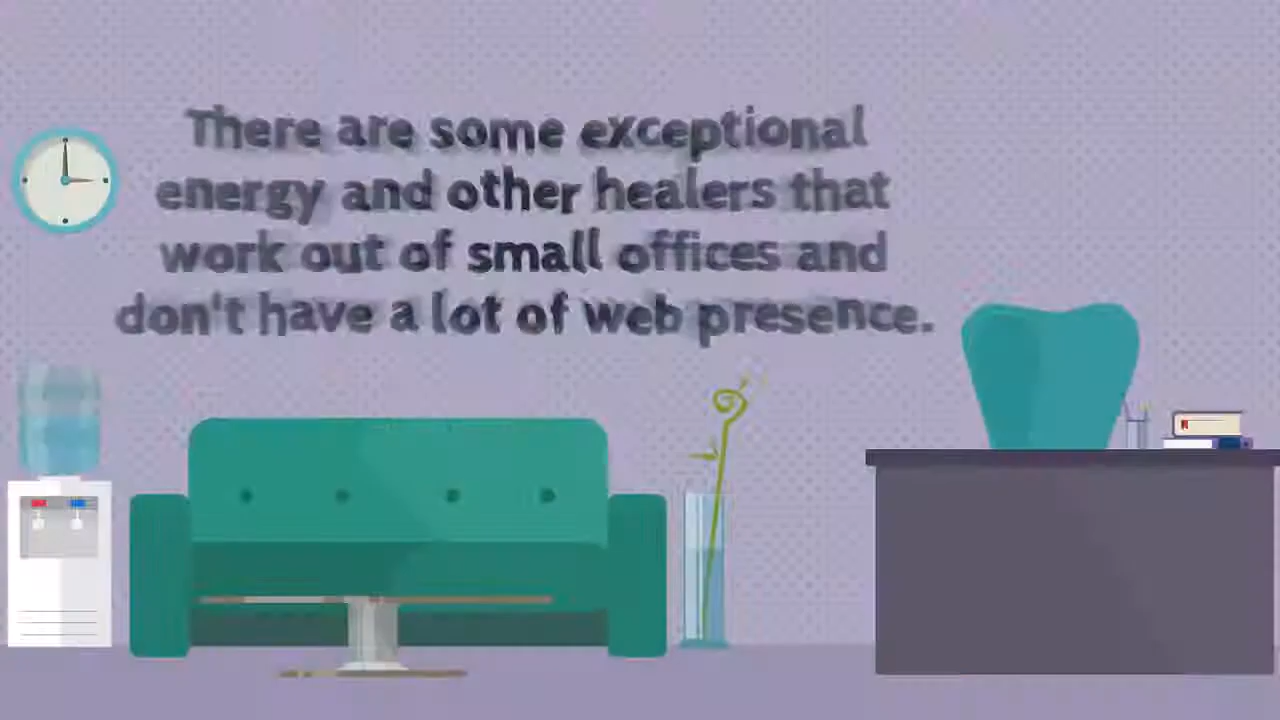 There are some exceptional
energy and other healers that
work out of small offices and
don't have a lot of web presence.